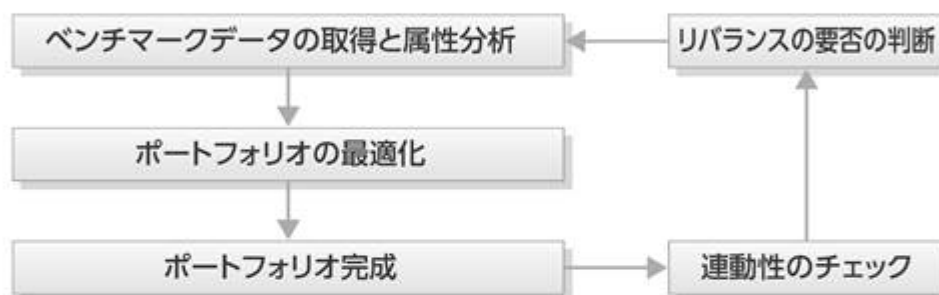 ベンチマークデータの取得と属性分析
リバランスの要否の判断
ポートフォリオの最適化
ポートフォリオ完成
連動性のチェック